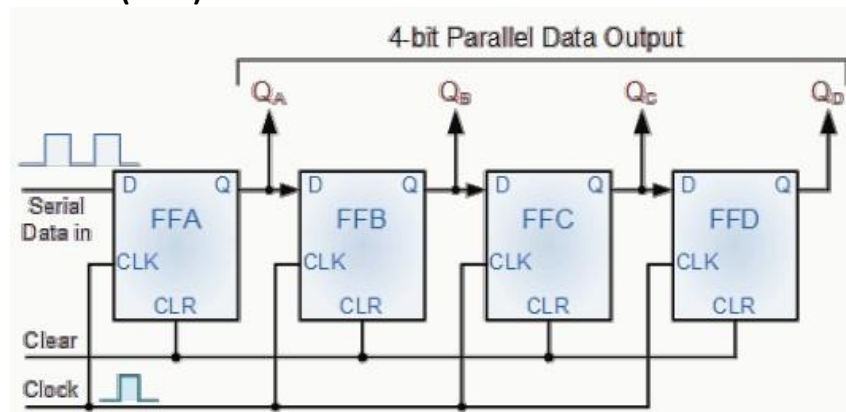 4-bit Parallel Data Output
QA QB QC QD
D Q D Q D Q D Q
Serial
Data in
FFA FFB FFC FFD
CLK CLK CLK CLK
CLR CLR CLR CLR
Clear
Clock